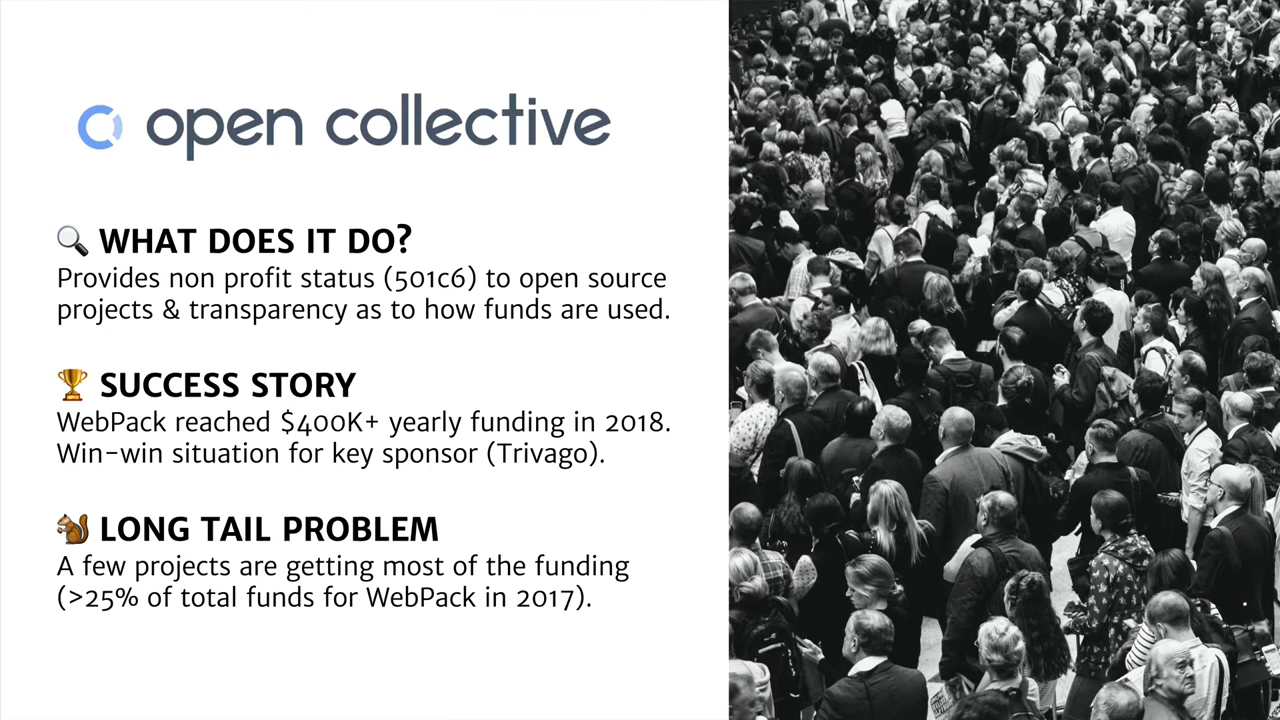 open collective
🔍 WHAT DOES IT DO?
Provides non profit status (501c6) to open source
projects & transparency as to how funds are used.
🏆 SUCCESS STORY
WebPack reached $400K+ yearly funding in 2018.
Win-win situation for key sponsor (Trivago).
🐿️ LONG TAIL PROBLEM
A few projects are getting most of the funding
(>25% of total funds for WebPack in 2017).